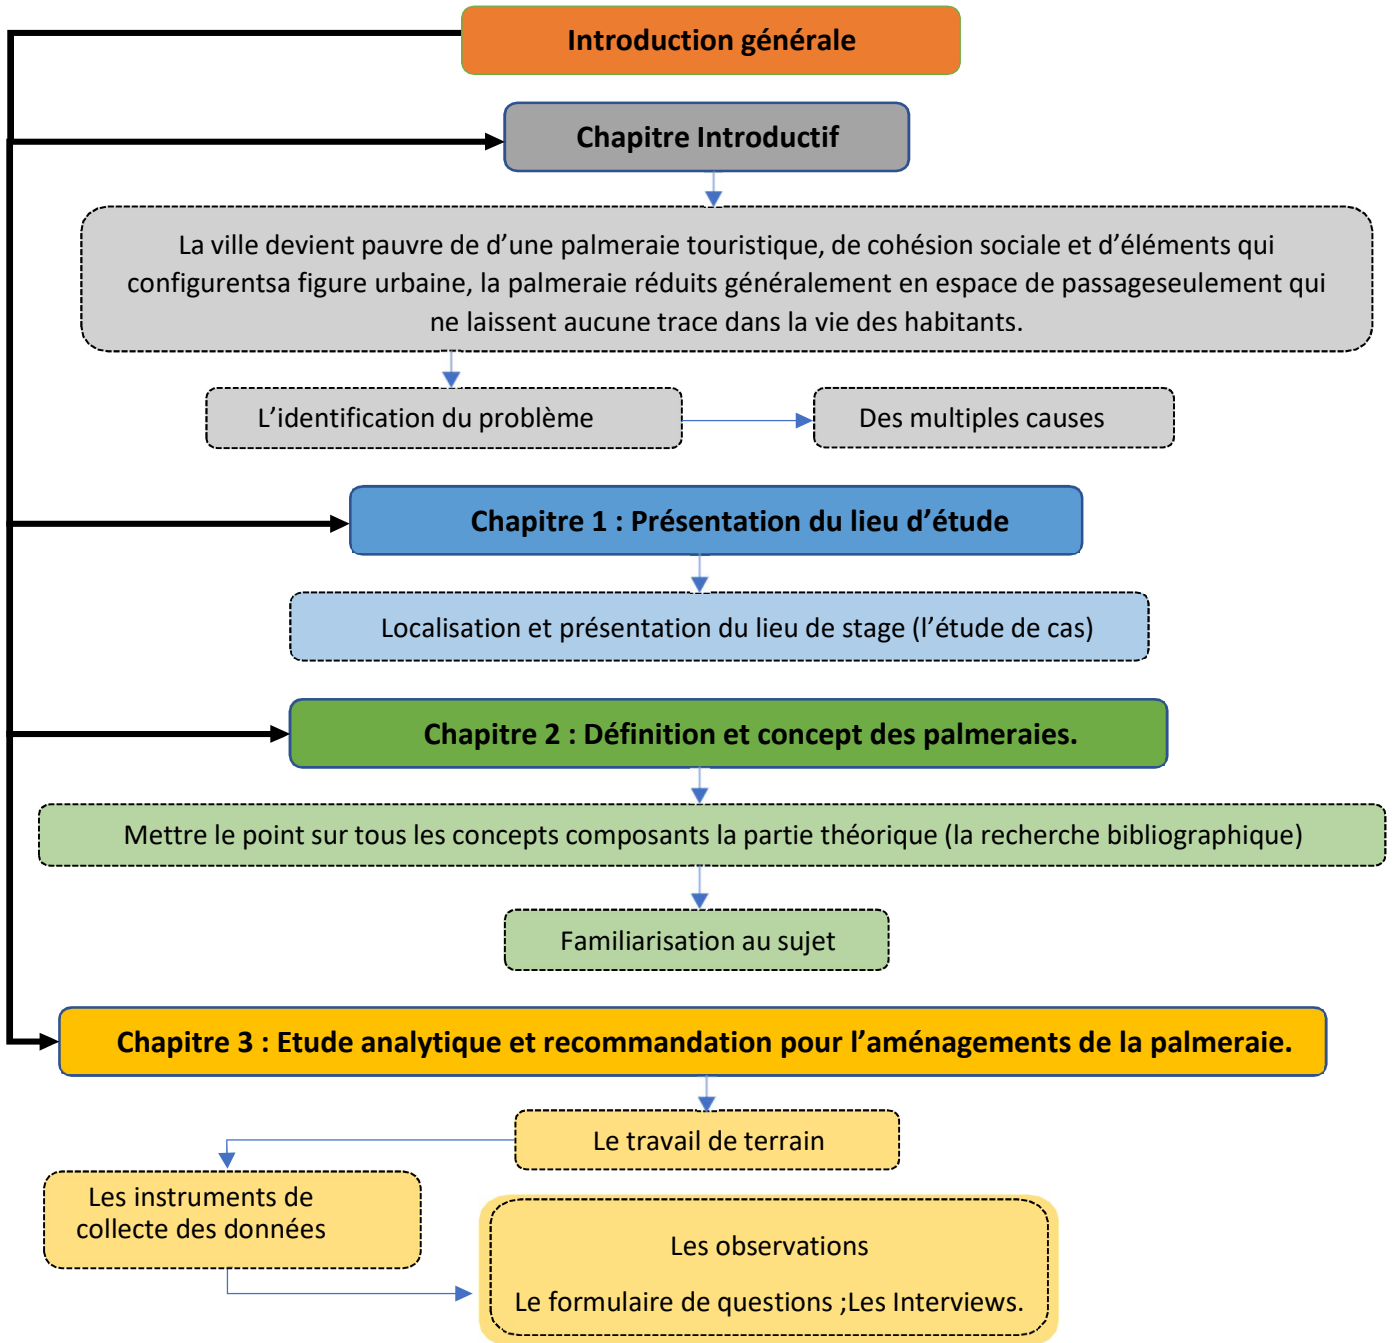 Introduction générale
Chapitre Introductif
La ville devient pauvre de d’une palmeraie touristique, de cohésion sociale et d’éléments qui
configurentsa figure urbaine, la palmeraie réduits généralement en espace de passageseulement qui
ne laissent aucune trace dans la vie des habitants.
L’identification du problème
Des multiples causes
Chapitre 1 : Présentation du lieu d’étude
Localisation et présentation du lieu de stage (l’étude de cas)
Chapitre 2 : Définition et concept des palmeraies.
Mettre le point sur tous les concepts composants la partie théorique (la recherche bibliographique)
Familiarisation au sujet
Chapitre 3 : Etude analytique et recommandation pour l’aménagements de la palmeraie.
Le travail de terrain
Les instruments de
collecte des données
Les observations
Le formulaire de questions ;Les Interviews.